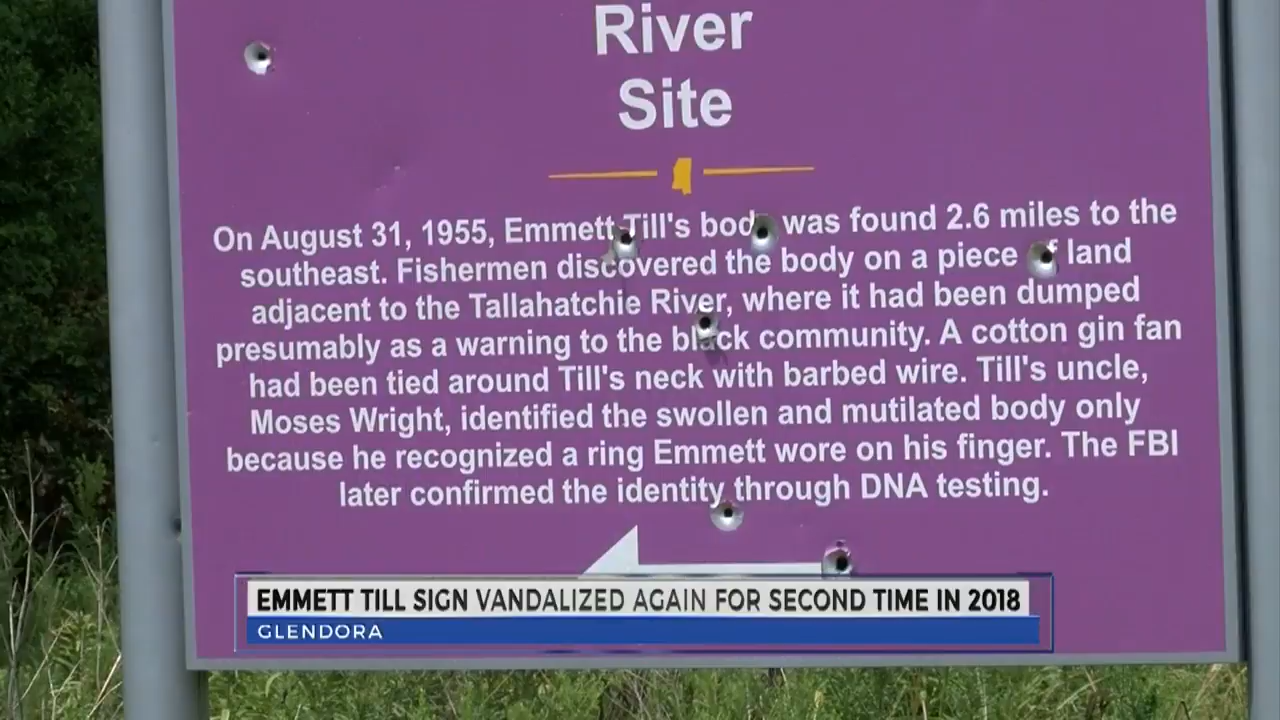 River
Site
On August 31, 1955, Emmett Till's body was found 2.6 miles to the
southeast. Fishermen discovered the body on a piece of land
adjacent to the Tallahatchie River, where it had been dumped
presumably as a warning to the black community. A cotton gin fan
had been tied around Till's neck with barbed wire. Till's uncle,
Moses Wright, identified the swollen and mutilated body only
because he recognized a ring Emmett wore on his finger. The FBI
later confirmed the identity through DNA testing.
EMMETT TILL SIGN VANDALIZED AGAIN FOR SECOND TIME IN 2018
GLENDORA